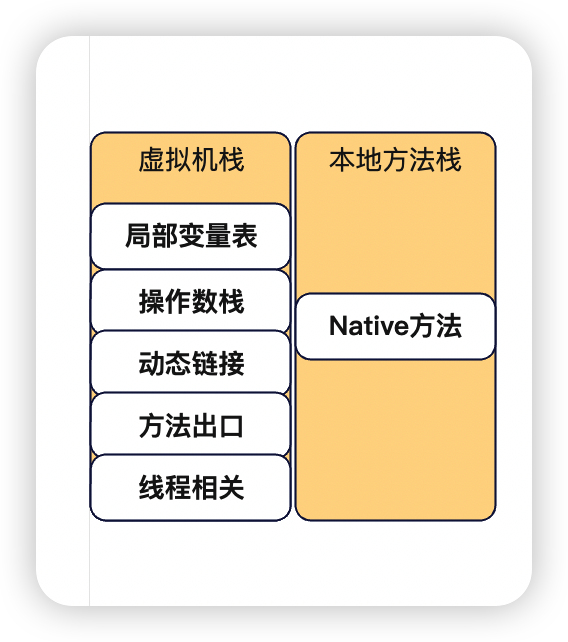 虚拟机栈
局部变量表
操作数栈
动态链接
方法出口
线程相关
本地方法栈
Native方法